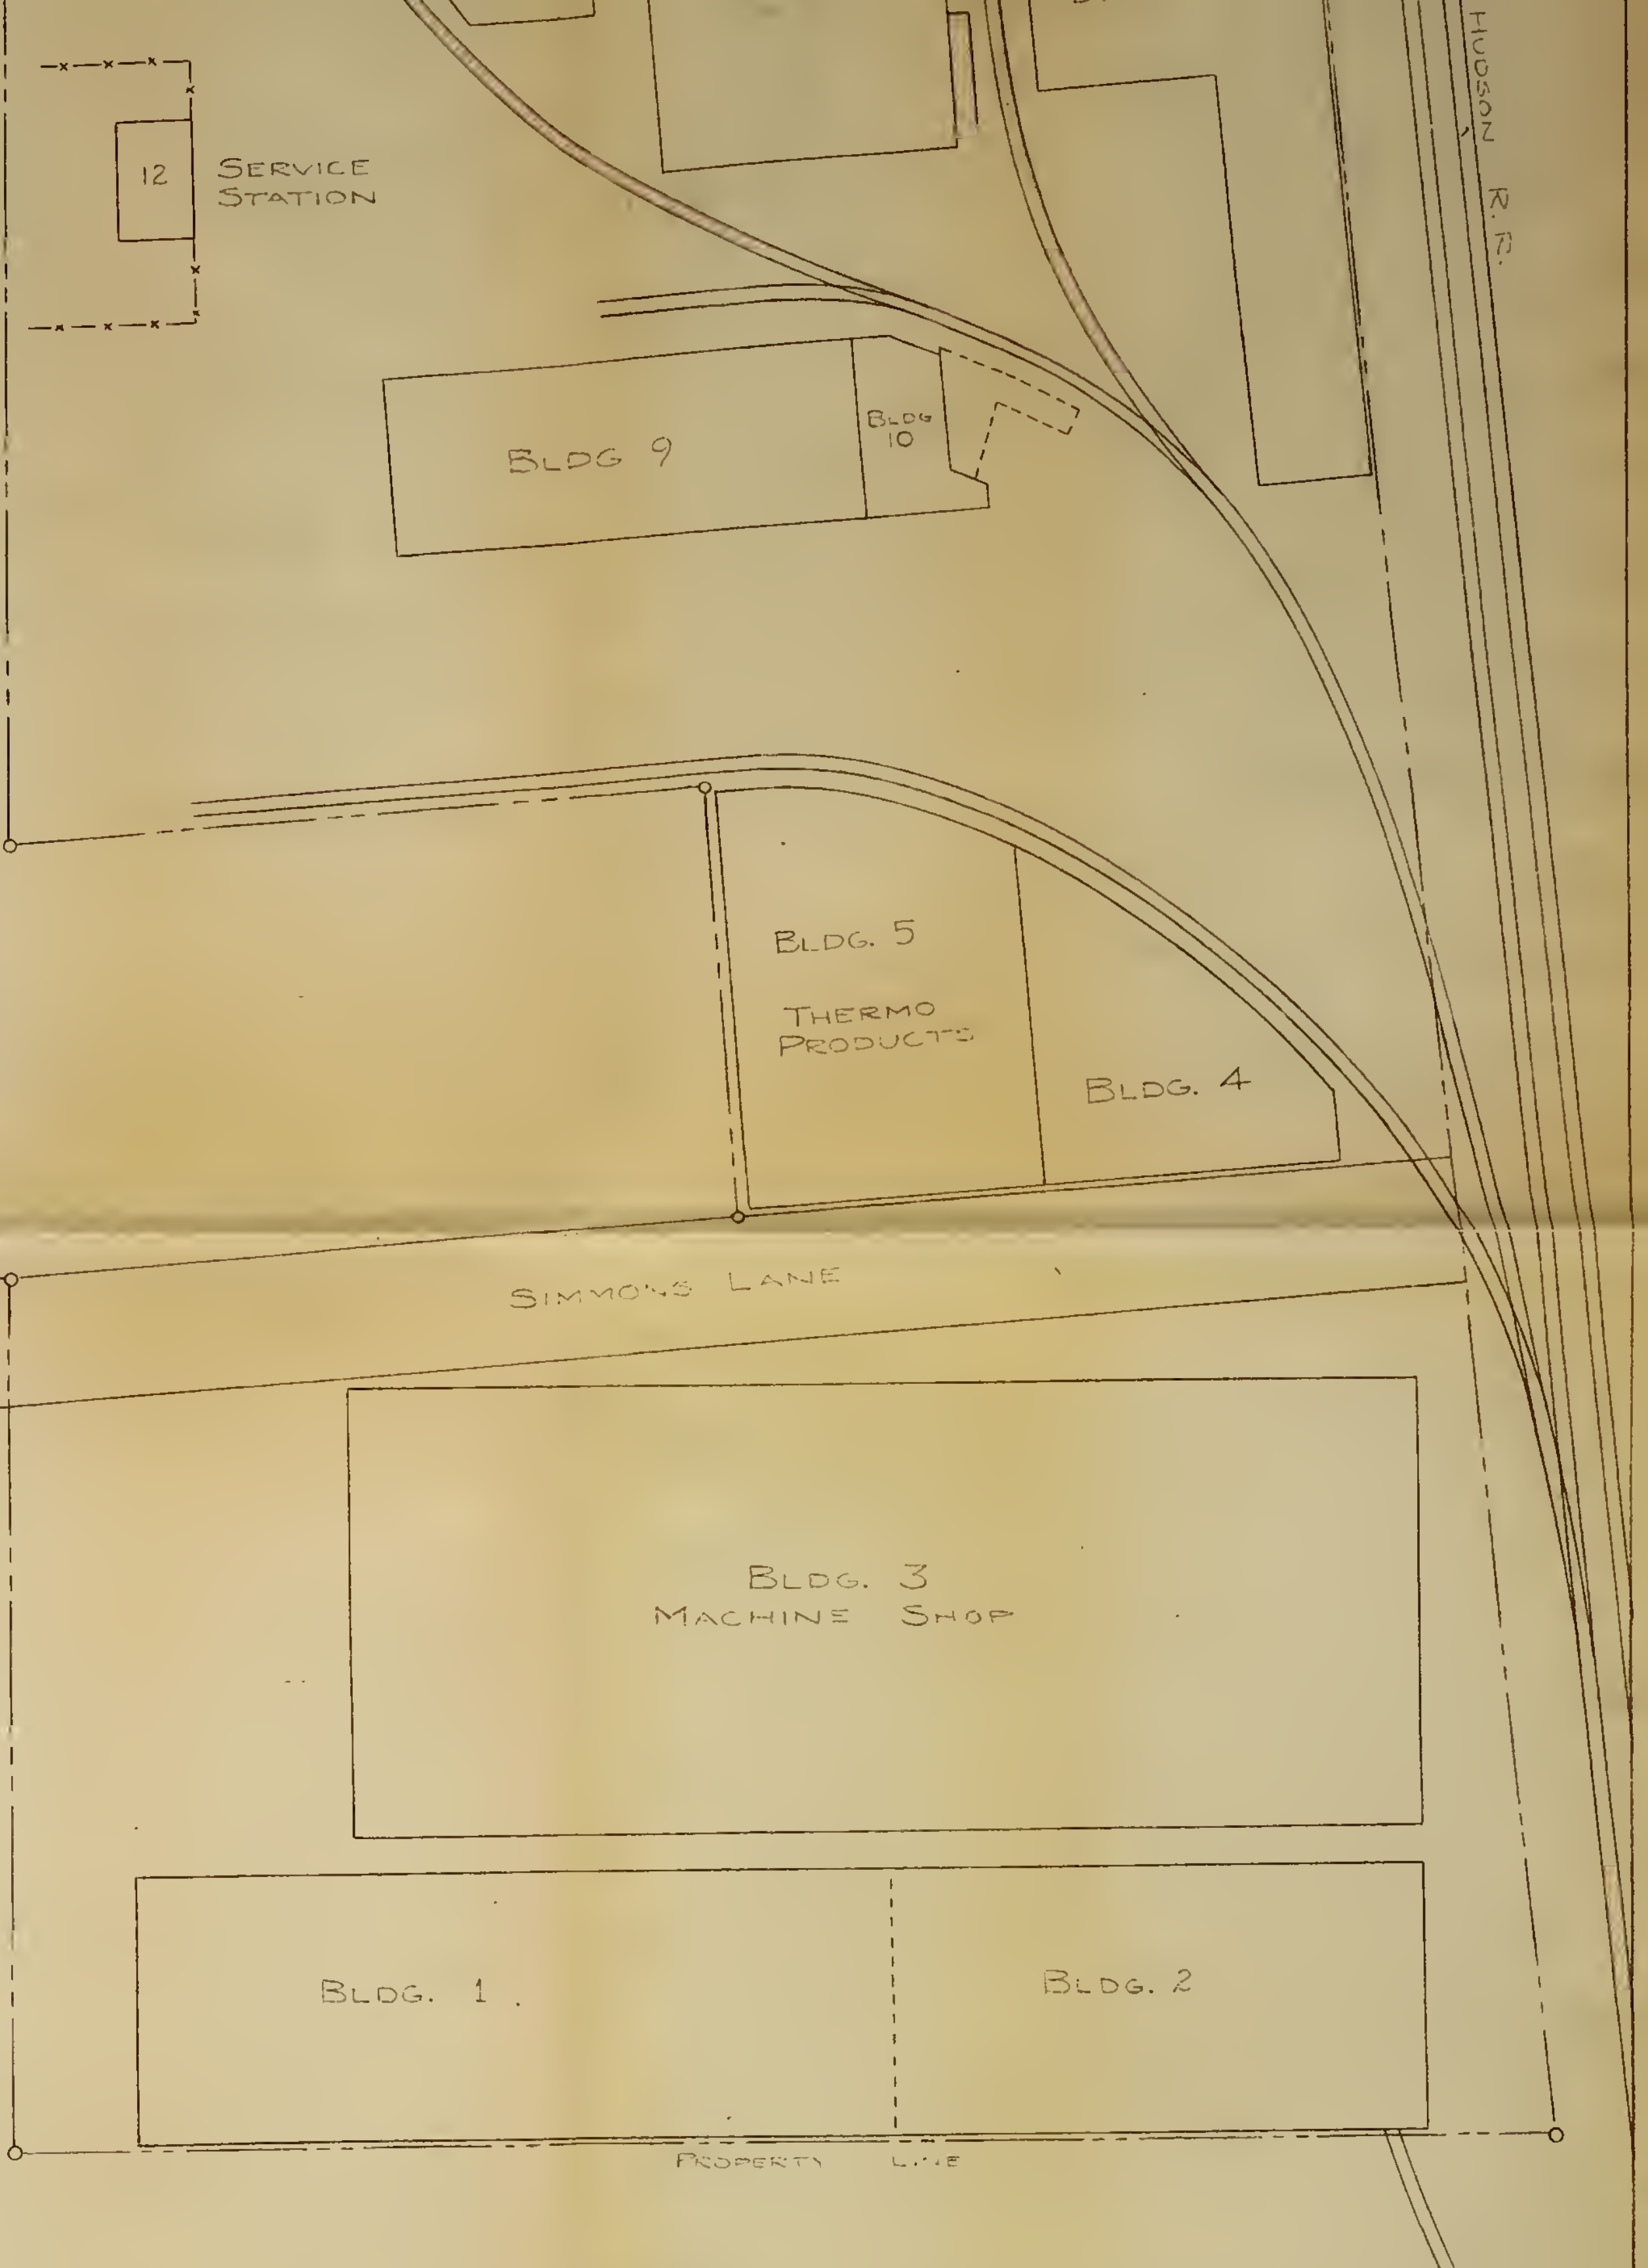 HUDSON R.R.
12
SERVICE
STATION
BLDG 9
BLDG
10
BLDG. 5
THERMO
PRODUCTS
BLDG. 4
SIMMONS LANE
BLDG. 3
MACHINE SHOP
BLDG. 1
BLDG. 2
PROPERTY LINE